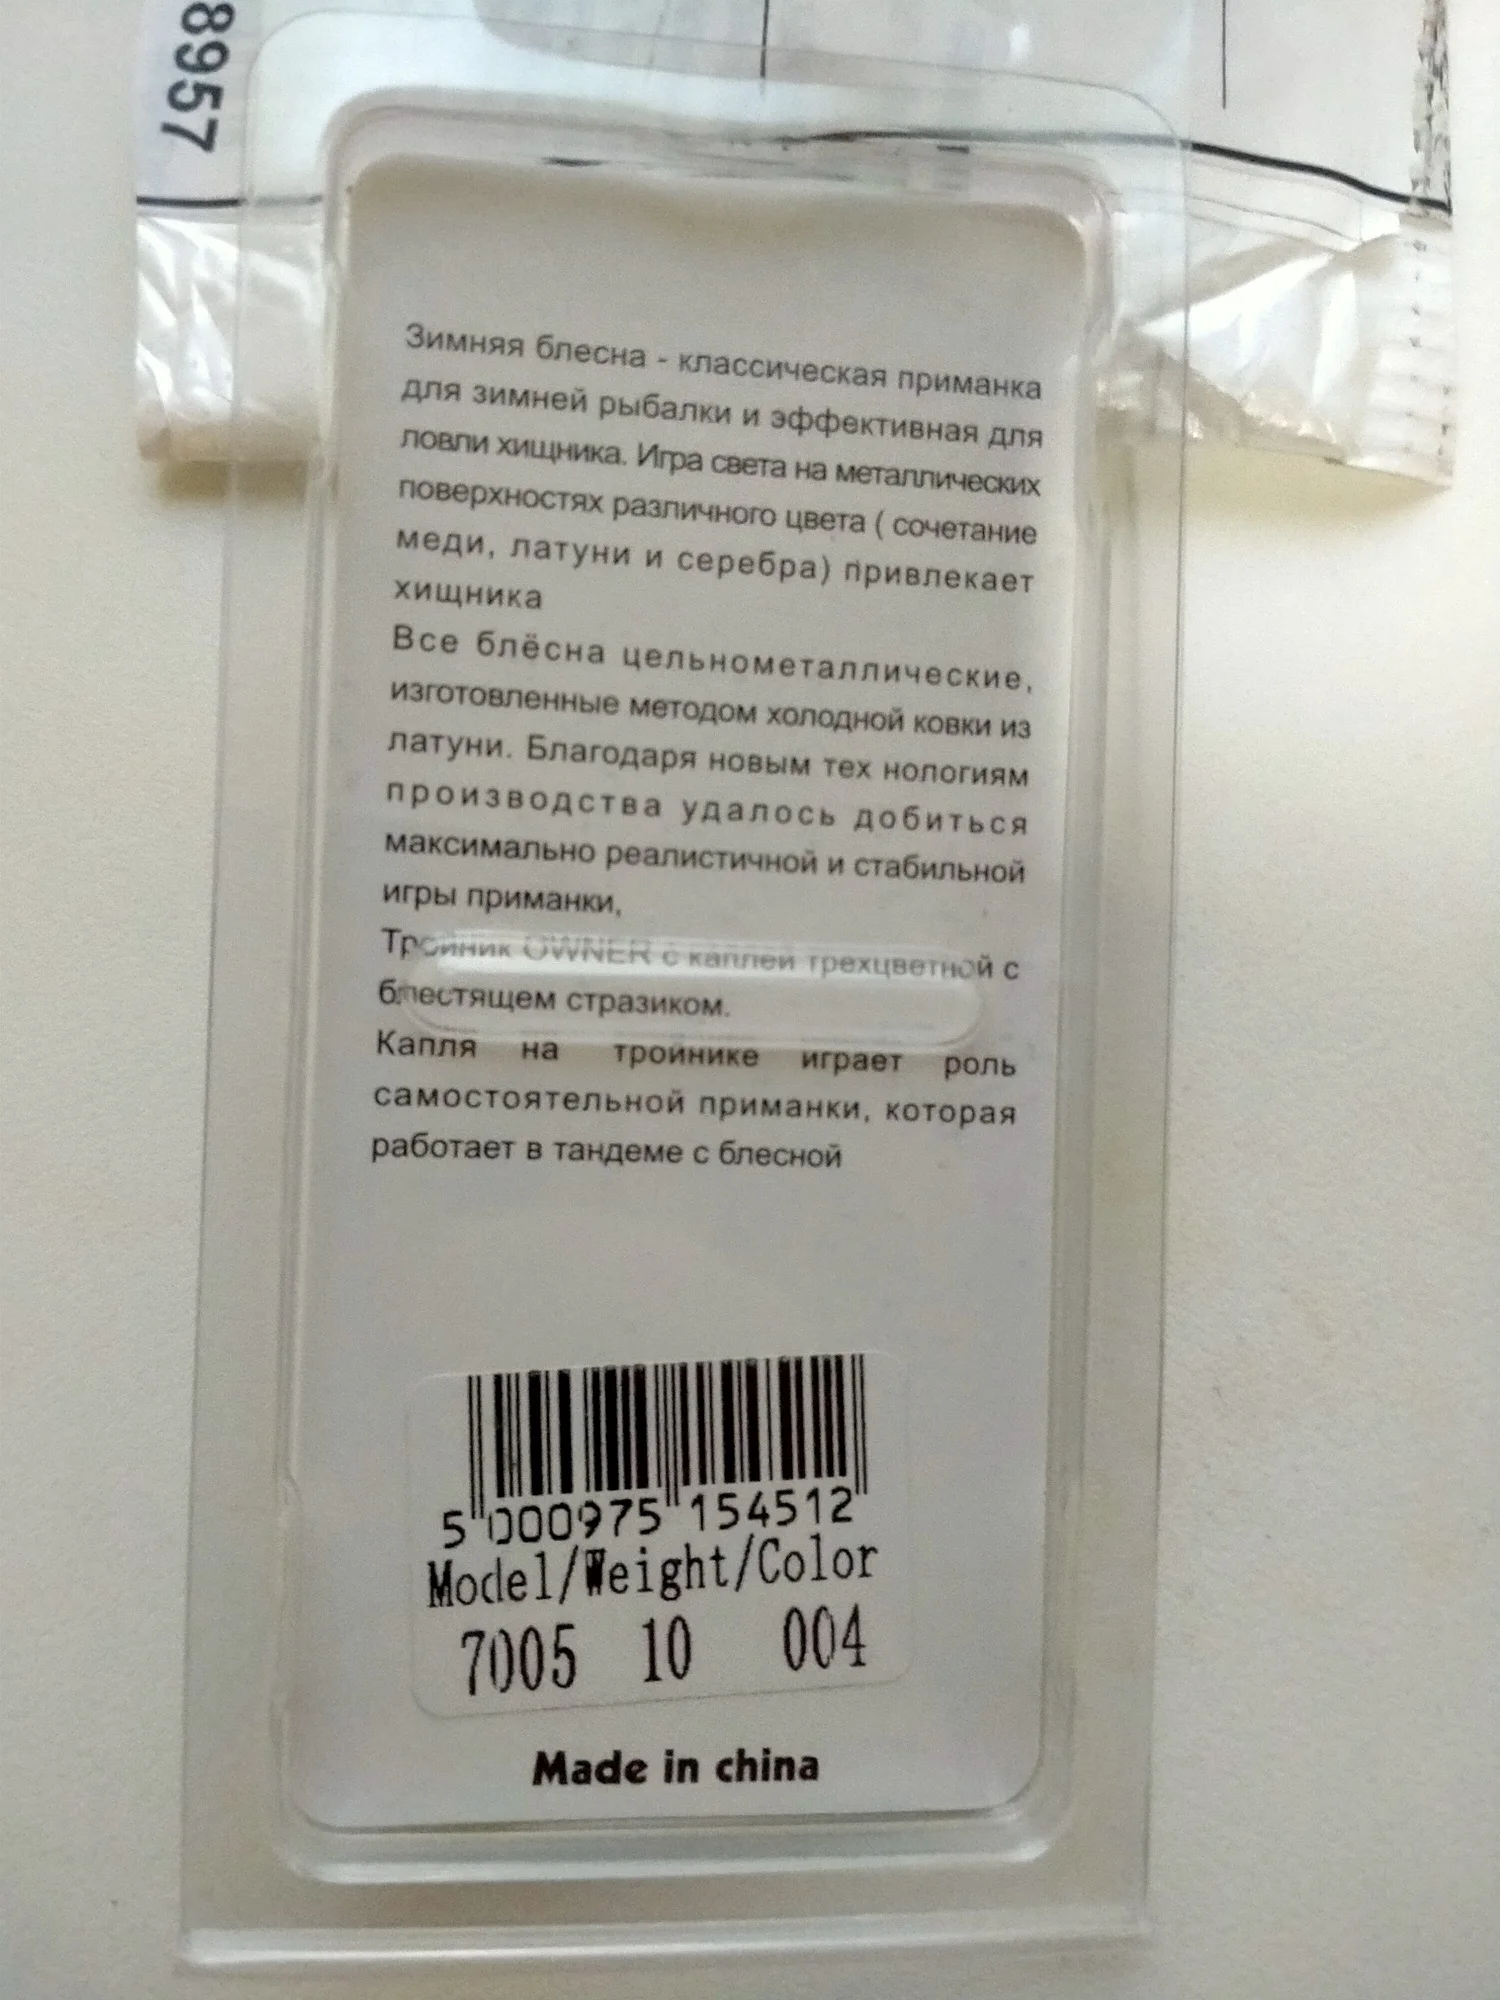 8957
Зимняя блесна - классическая приманка
для зимней рыбалки и эффективная для
ловли хищника. Игра света на металлических
поверхностях различного цвета ( сочетание
меди, латуни и серебра) привлекает
хищника
Все блёсна цельнометаллические,
изготовленные методом холодной ковки из
латуни. Благодаря новым тех нологиям
производства удалось добиться
максимально реалистичной и стабильной
игры приманки,
Тройник OWNER с каплей трехцветной с
блестящем стразиком.
Капля на тройнике играет роль
самостоятельной приманки, которая
работает в тандеме с блесной
5 000975 154512
Model/Weight/Color
7005 10 004
Made in china